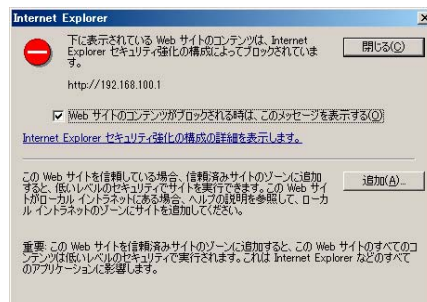 Internet Explorer
下に表示されている Web サイトのコンテンツは、Internet
Explorer セキュリティ強化の構成によってブロックされていま
す。
閉じる(C)
http://192.168.100.1
Web サイトのコンテンツがブロックされる時は、このメッセージを表示する(O)
Internet Explorer セキュリティ強化の構成の詳細を表示します。
この Web サイトを信頼している場合、信頼済みサイトのゾーンに追加
すると、低いレベルのセキュリティでサイトを実行できます。この Web サイ
トがローカル イントラネットにある場合、ヘルプの説明を参照して、ローカ
ル イントラネットのゾーンにサイトを追加してください。
追加(A)...
重要: この Web サイトを信頼済みサイトのゾーンに追加すると、この Web サイトのすべてのコ
ンテンツは低いレベルのセキュリティで実行されます。これは Internet Explorer などのすべて
のアプリケーションに影響します。